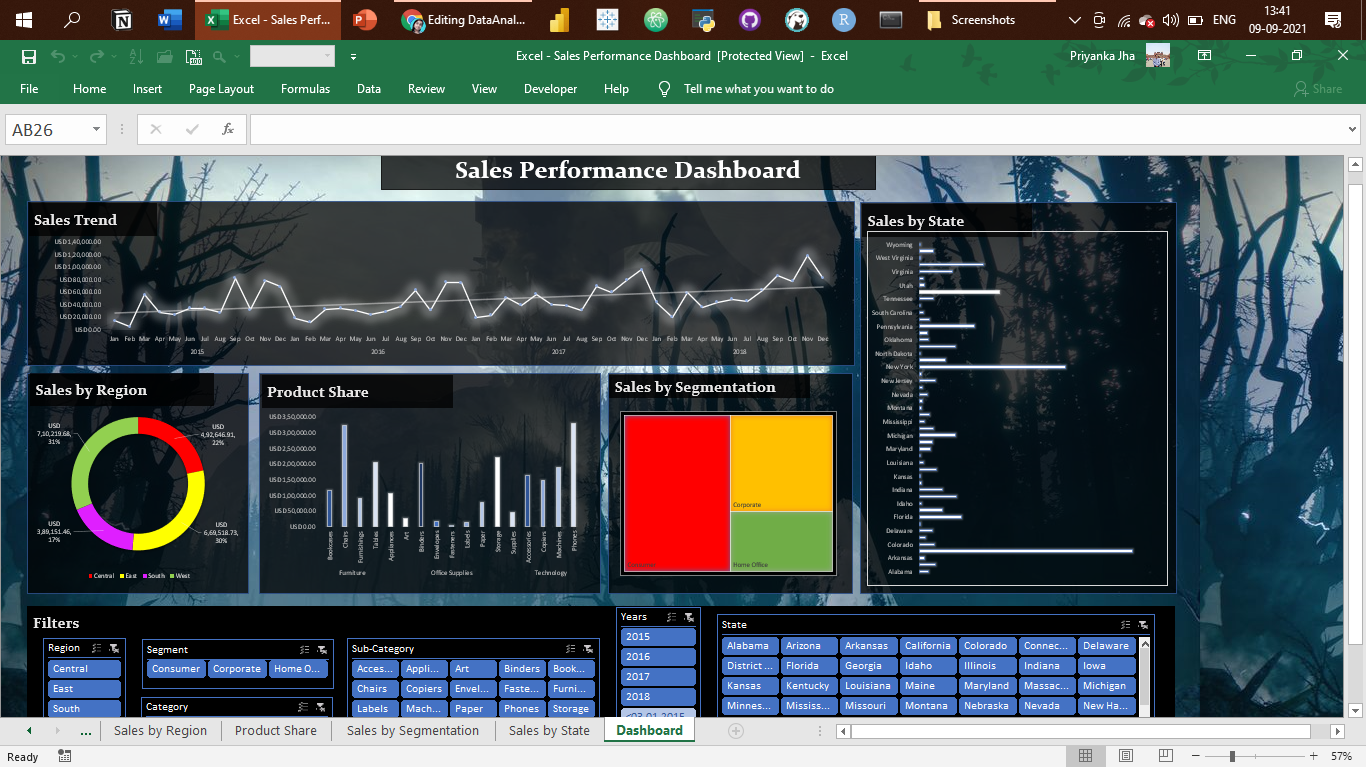 Excel - Sales Perf...
Editing DataAnal...
Screenshots
ENG
13:41
09-09-2021
Excel - Sales Performance Dashboard [Protected View] - Excel
Priyanka Jha
File Home Insert Page Layout Formulas Data Review View Developer Help Tell me what you want to do Share
AB26
fx
Sales Performance Dashboard
Sales Trend
USD 1,40,000.00
USD 1,20,000.00
USD 1,00,000.00
USD 80,000.00
USD 60,000.00
USD 40,000.00
USD 20,000.00
USD 0.00
Jan Feb Mar Apr May Jun Jul Aug Sep Oct Nov Dec Jan Feb Mar Apr May Jun Jul Aug Sep Oct Nov Dec Jan Feb Mar Apr May Jun Jul Aug Sep Oct Nov Dec Jan Feb Mar Apr May Jun Jul Aug Sep Oct Nov Dec
2015 2016 2017 2018
Sales by State
Wyoming
West Virginia
Virginia
Utah
Tennessee
South Carolina
Pennsylvania
Oklahoma
North Dakota
New York
New Jersey
Nevada
Montana
Mississippi
Michigan
Maryland
Louisiana
Kansas
Indiana
Idaho
Florida
Delaware
Colorado
Arkansas
Alabama
Sales by Region
USD
7,10,219.68,
31%
USD
4,92,646.91,
22%
USD
3,89,151.46,
17%
USD
6,69,518.73,
30%
Central East South West
Product Share
USD 3,50,000.00
USD 3,00,000.00
USD 2,50,000.00
USD 2,00,000.00
USD 1,50,000.00
USD 1,00,000.00
USD 50,000.00
USD 0.00
Bookcases Chairs Furnishings Tables Appliances Art Binders Envelopes Fasteners Labels Paper Storage Supplies Accessories Copiers Machines Phones
Furniture Office Supplies Technology
Sales by Segmentation
Corporate
Consumer
Home Office
Filters
Region
Central
East
South
Segment
Consumer Corporate Home O...
Category
Sub-Category
Acces... Appli... Art Binders Book...
Chairs Copiers Envel... Faste... Furni...
Labels Mach... Paper Phones Storage
Years
2015
2016
2017
2018
<03-01-2015
State
Alabama Arizona Arkansas California Colorado Connec... Delaware
District ... Florida Georgia Idaho Illinois Indiana Iowa
Kansas Kentucky Louisiana Maine Maryland Massac... Michigan
Minnes... Mississ... Missouri Montana Nebraska Nevada New Ha...
... Sales by Region Product Share Sales by Segmentation Sales by State Dashboard
Ready
57%